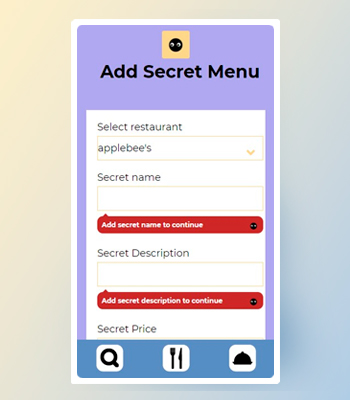 Add Secret Menu
Select restaurant
applebee's
Secret name
Add secret name to continue
Secret Description
Add secret description to continue
Secret Price